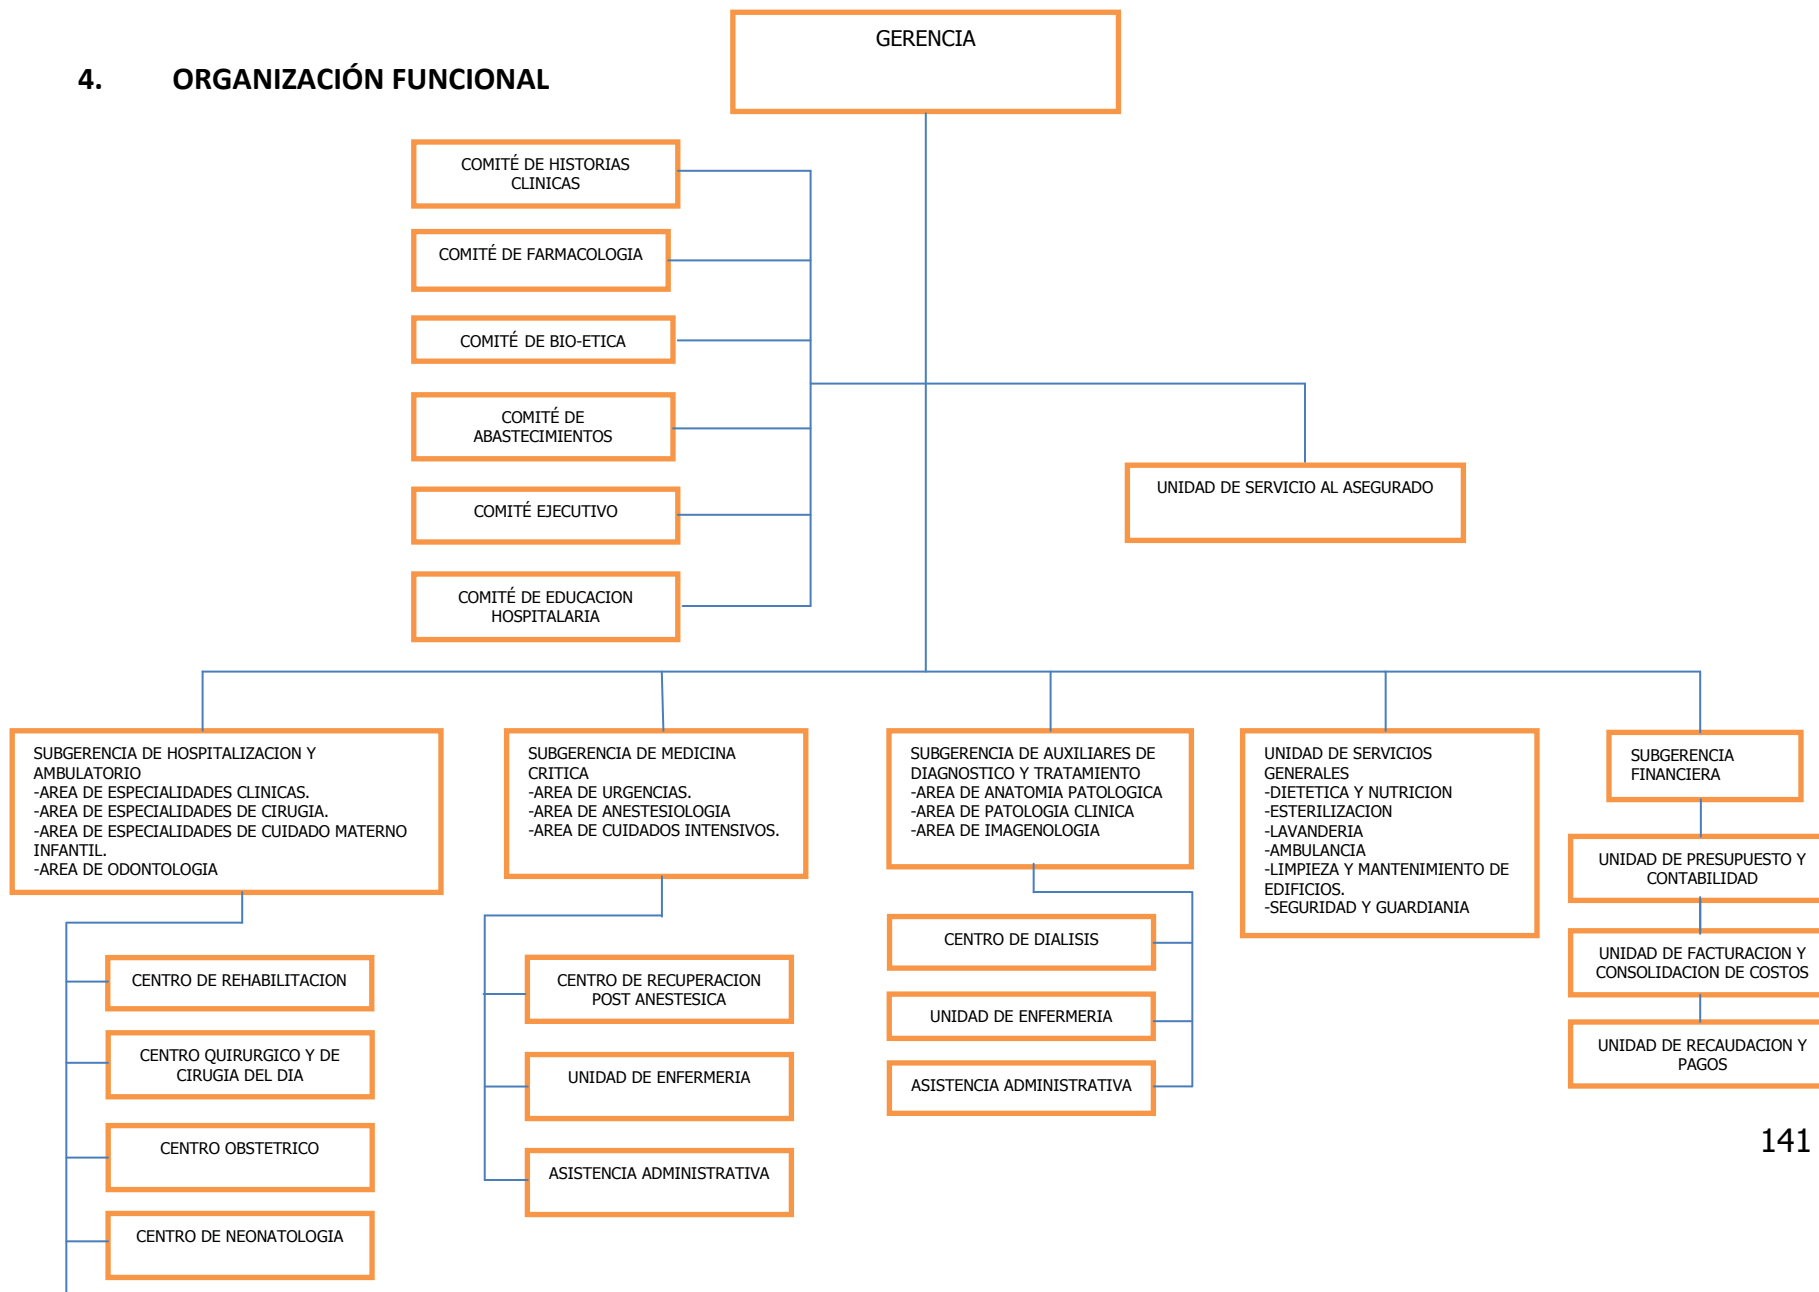 GERENCIA
4. ORGANIZACIÓN FUNCIONAL
COMITÉ DE HISTORIAS
CLINICAS
COMITÉ DE FARMACOLOGIA
COMITÉ DE BIO-ETICA
COMITÉ DE
ABASTECIMIENTOS
UNIDAD DE SERVICIO AL ASEGURADO
COMITÉ EJECUTIVO
COMITÉ DE EDUCACION
HOSPITALARIA
SUBGERENCIA DE HOSPITALIZACION Y
AMBULATORIO
-AREA DE ESPECIALIDADES CLINICAS.
-AREA DE ESPECIALIDADES DE CIRUGIA.
-AREA DE ESPECIALIDADES DE CUIDADO MATERNO
INFANTIL.
-AREA DE ODONTOLOGIA
SUBGERENCIA DE MEDICINA
CRITICA
-AREA DE URGENCIAS.
-AREA DE ANESTESIOLOGIA
-AREA DE CUIDADOS INTENSIVOS.
SUBGERENCIA DE AUXILIARES DE
DIAGNOSTICO Y TRATAMIENTO
-AREA DE ANATOMIA PATOLOGICA
-AREA DE PATOLOGIA CLINICA
-AREA DE IMAGENOLOGIA
UNIDAD DE SERVICIOS
GENERALES
-DIETETICA Y NUTRICION
-ESTERILIZACION
-LAVANDERIA
-AMBULANCIA
-LIMPIEZA Y MANTENIMIENTO DE
EDIFICIOS.
-SEGURIDAD Y GUARDIANIA
SUBGERENCIA
FINANCIERA
UNIDAD DE PRESUPUESTO Y
CONTABILIDAD
UNIDAD DE FACTURACION Y
CONSOLIDACION DE COSTOS
UNIDAD DE RECAUDACION Y
PAGOS
CENTRO DE REHABILITACION
CENTRO QUIRURGICO Y DE
CIRUGIA DEL DIA
CENTRO OBSTETRICO
CENTRO DE NEONATOLOGIA
CENTRO DE RECUPERACION
POST ANESTESICA
UNIDAD DE ENFERMERIA
ASISTENCIA ADMINISTRATIVA
CENTRO DE DIALISIS
UNIDAD DE ENFERMERIA
ASISTENCIA ADMINISTRATIVA
141